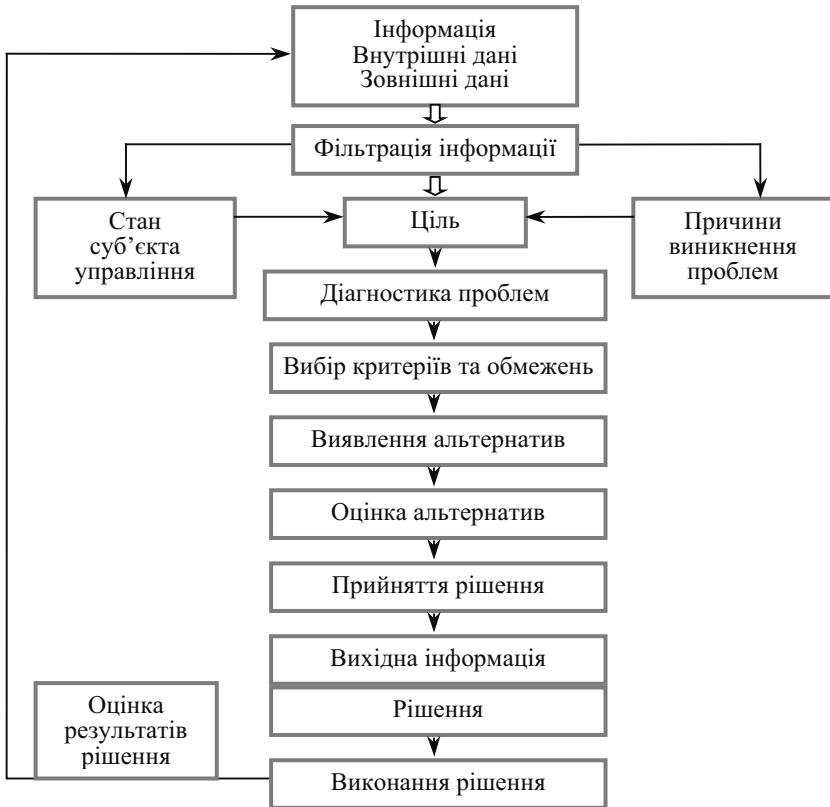 Інформація
Внутрішні дані
Зовнішні дані
Фільтрація інформації
Стан
суб’єкта
управління
Ціль
Причини
виникнення
проблем
Діагностика проблем
Вибір критеріїв та обмежень
Виявлення альтернатив
Оцінка альтернатив
Прийняття рішення
Вихідна інформація
Оцінка
результатів
рішення
Рішення
Виконання рішення